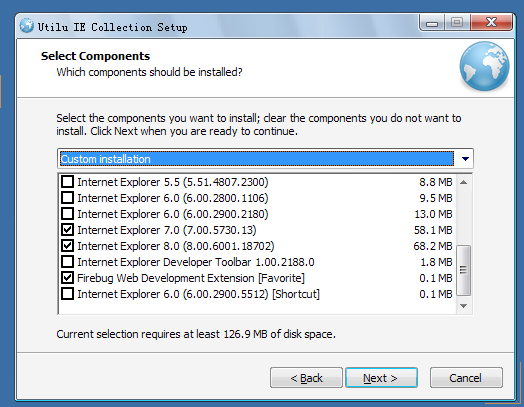 Utilu IE Collection Setup
Select Components
Which components should be installed?
Select the components you want to install; clear the components you do not want to
install. Click Next when you are ready to continue.
Custom installation
Internet Explorer 5.5 (5.51.4807.2300) 8.8 MB
Internet Explorer 6.0 (6.00.2800.1106) 9.5 MB
Internet Explorer 6.0 (6.00.2900.2180) 13.0 MB
Internet Explorer 7.0 (7.00.5730.13) 58.1 MB
Internet Explorer 8.0 (8.00.6001.18702) 68.2 MB
Internet Explorer Developer Toolbar 1.00.2188.0 1.8 MB
Firebug Web Development Extension [Favorite] 0.1 MB
Internet Explorer 6.0 (6.00.2900.5512) [Shortcut] 0.1 MB
Current selection requires at least 126.9 MB of disk space.
< Back Next > Cancel